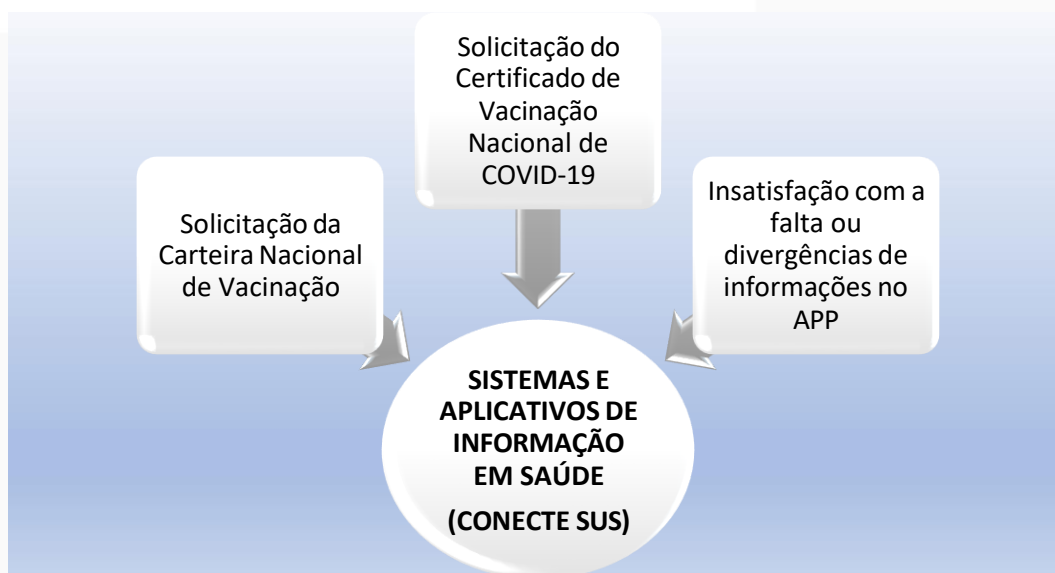 Solicitação do
Certificado de
Vacinação
Nacional de
COVID-19
Solicitação da
Carteira Nacional
de Vacinação
Insatisfação com a
falta ou
divergências de
informações no
APP
SISTEMAS E
APLICATIVOS DE
INFORMAÇÃO
EM SAÚDE
(CONECTE SUS)